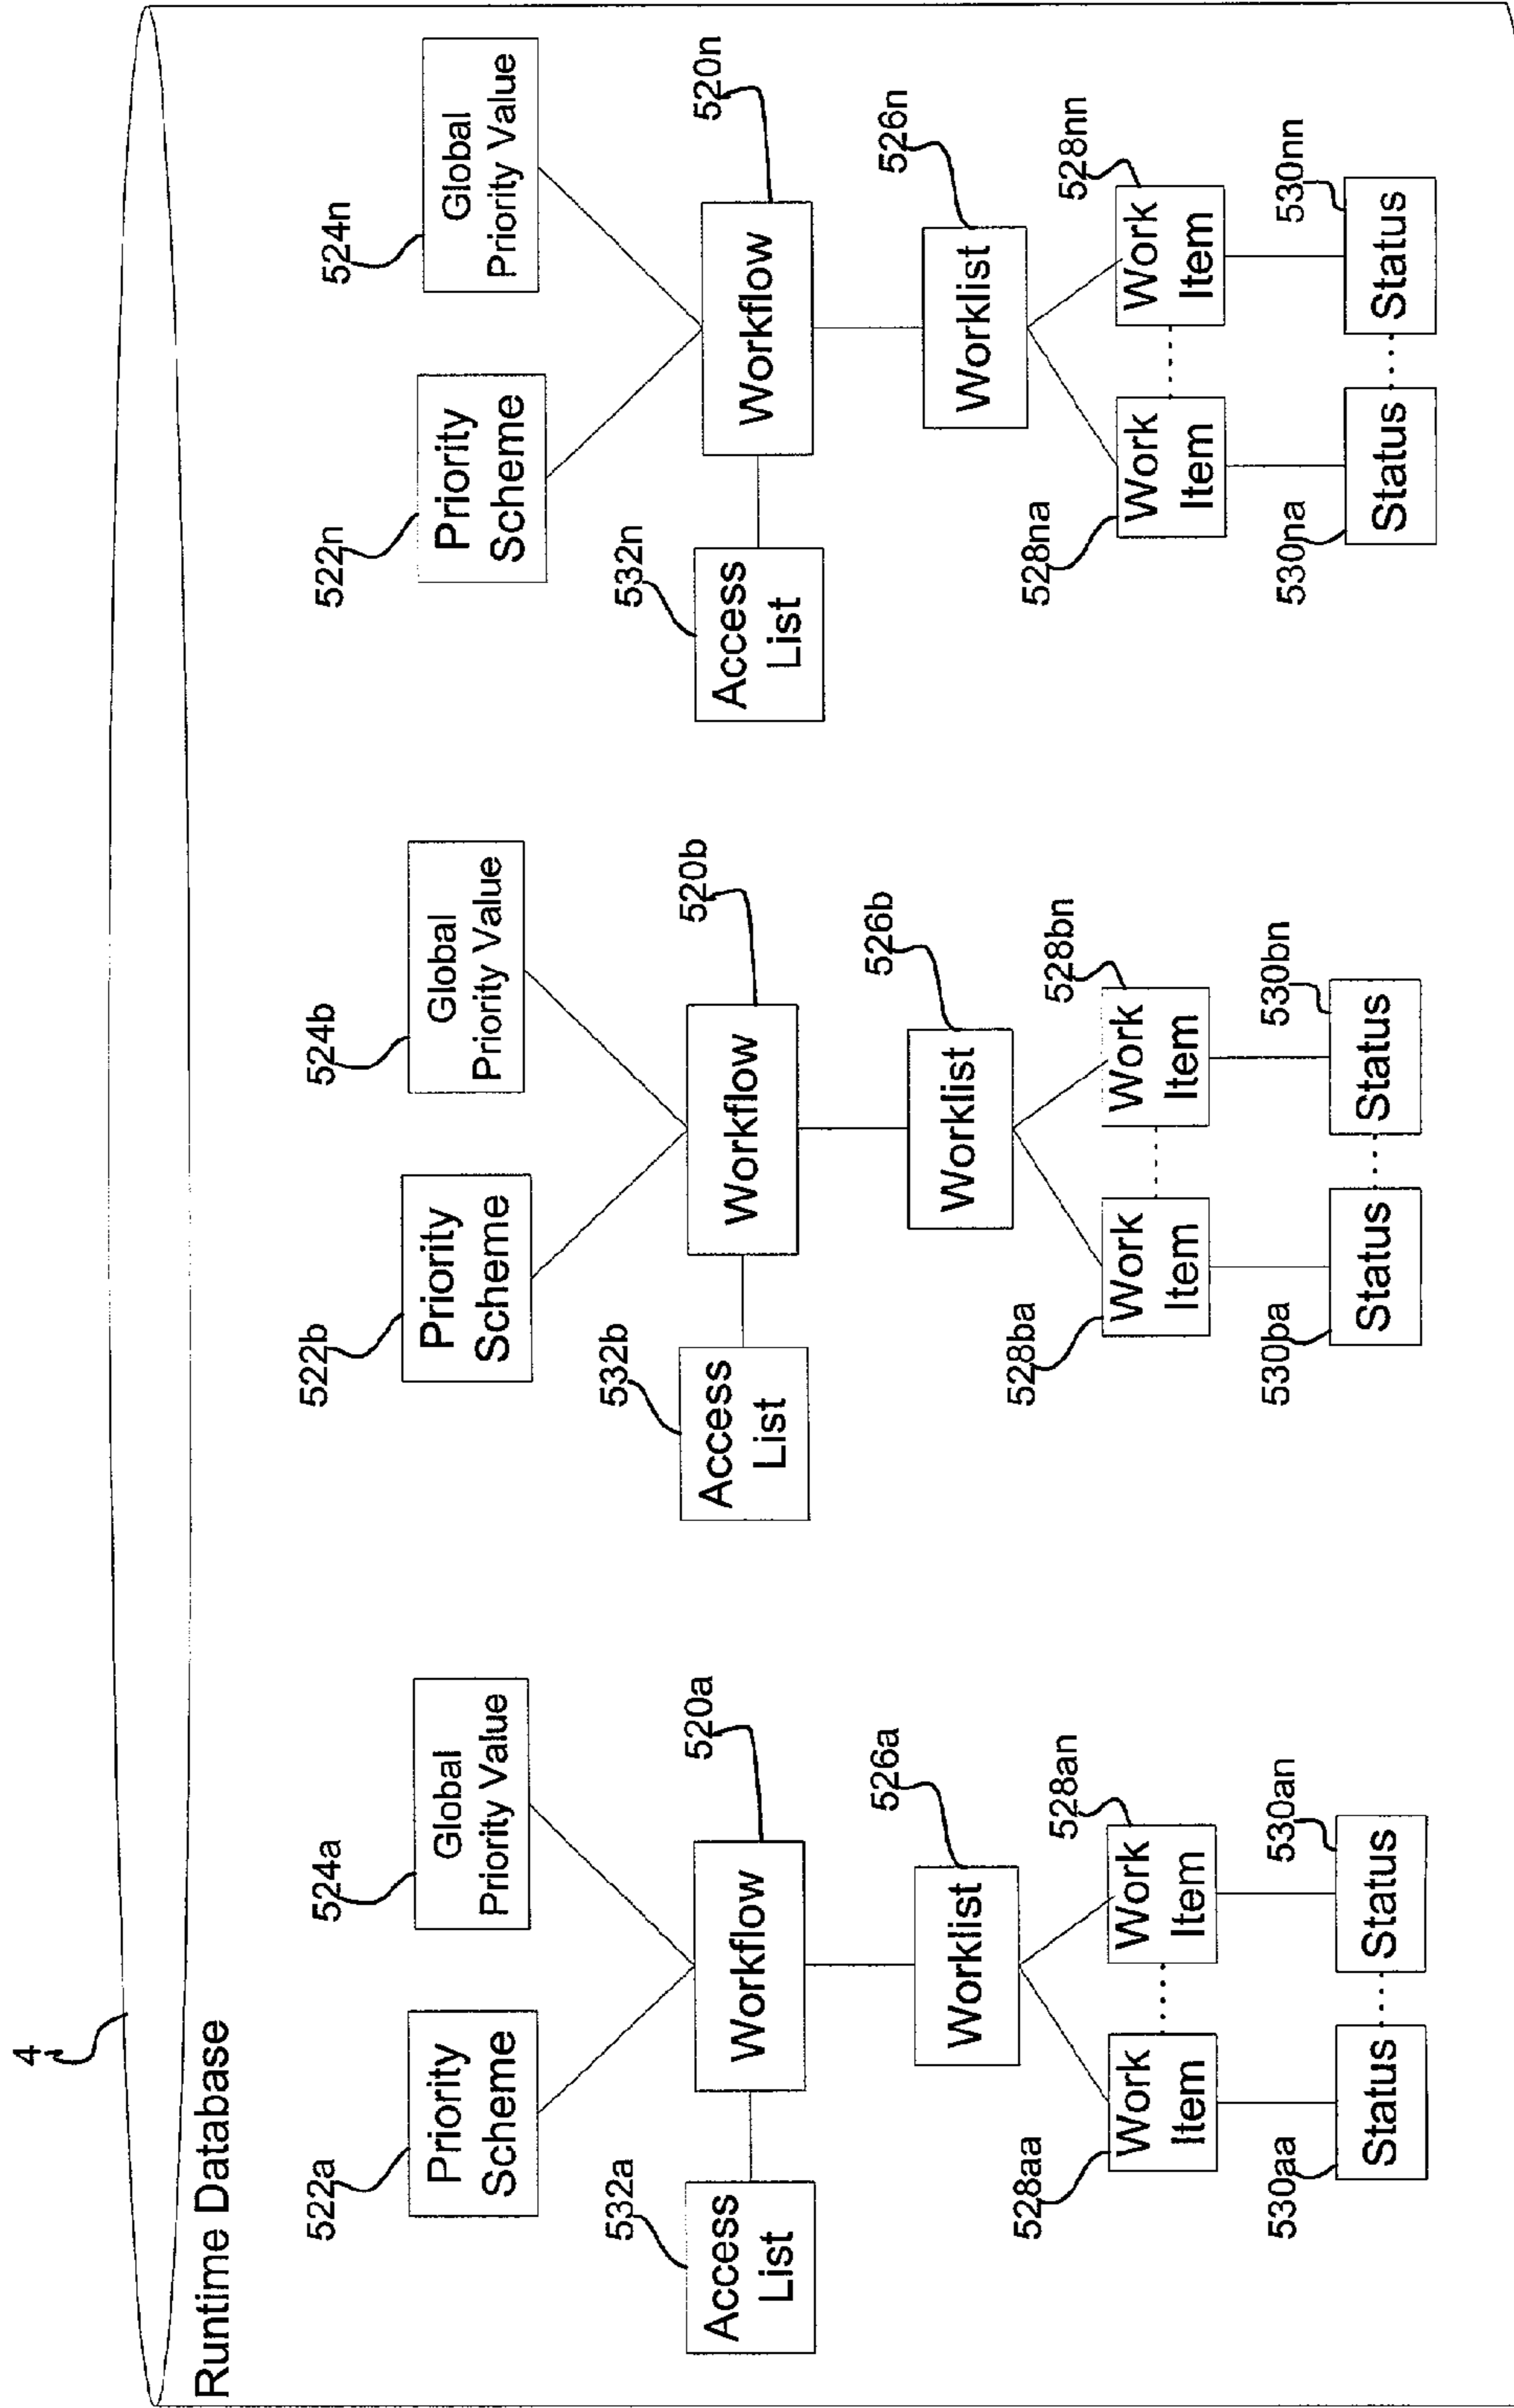 4
Runtime Database
522a
524a
Priority
Scheme
Global
Priority Value
532a
520a
Access
List
Workflow
526a
Worklist
528aa
528an
Work
Item
Work
Item
530aa
530an
Status
Status
522b
524b
Priority
Scheme
Global
Priority Value
532b
520b
Access
List
Workflow
526b
Worklist
528ba
528bn
Work
Item
Work
Item
530ba
530bn
Status
Status
522n
524n
Priority
Scheme
Global
Priority Value
532n
520n
Access
List
Workflow
526n
Worklist
528na
528nn
Work
Item
Work
Item
530na
530nn
Status
Status